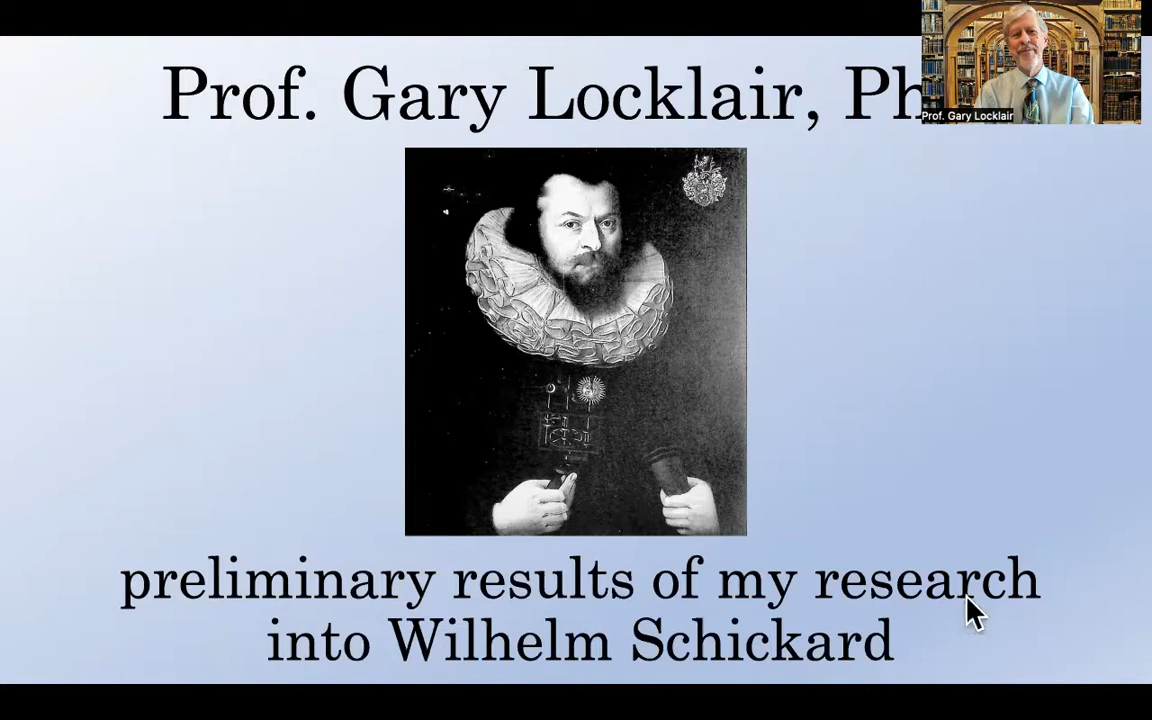 Prof. Gary Locklair, Ph
Prof. Gary Locklair
preliminary results of my research
into Wilhelm Schickard